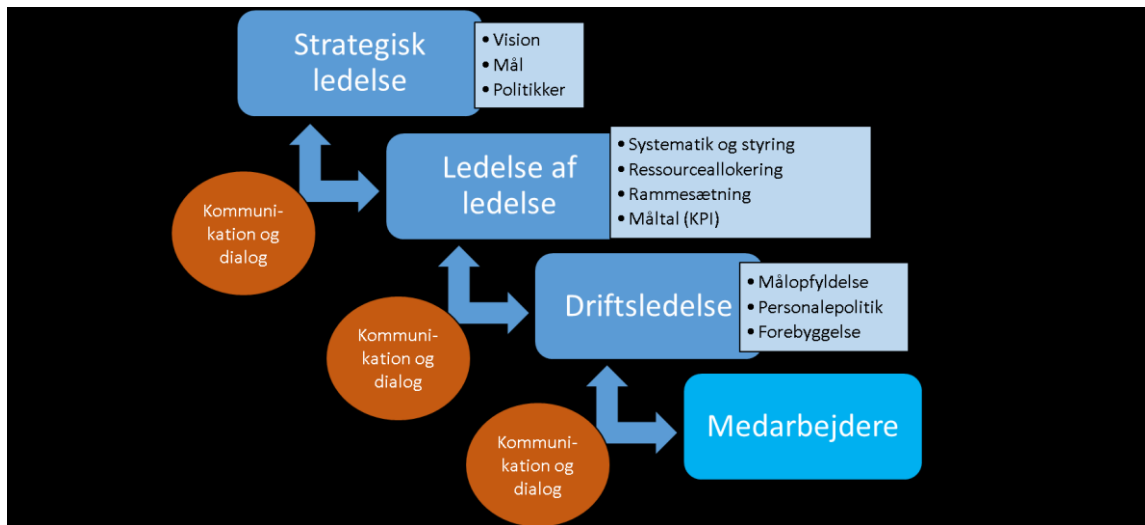 Strategisk
ledelse
• Vision
• Mål
• Politikker
Kommuni-
kation og
dialog
Ledelse af
ledelse
• Systematik og styring
• Ressourceallokering
• Rammesætning
• Måltal (KPI)
Kommuni-
kation og
dialog
Driftsledelse
• Målopfyldelse
• Personalepolitik
• Forebyggelse
Kommuni-
kation og
dialog
Medarbejdere